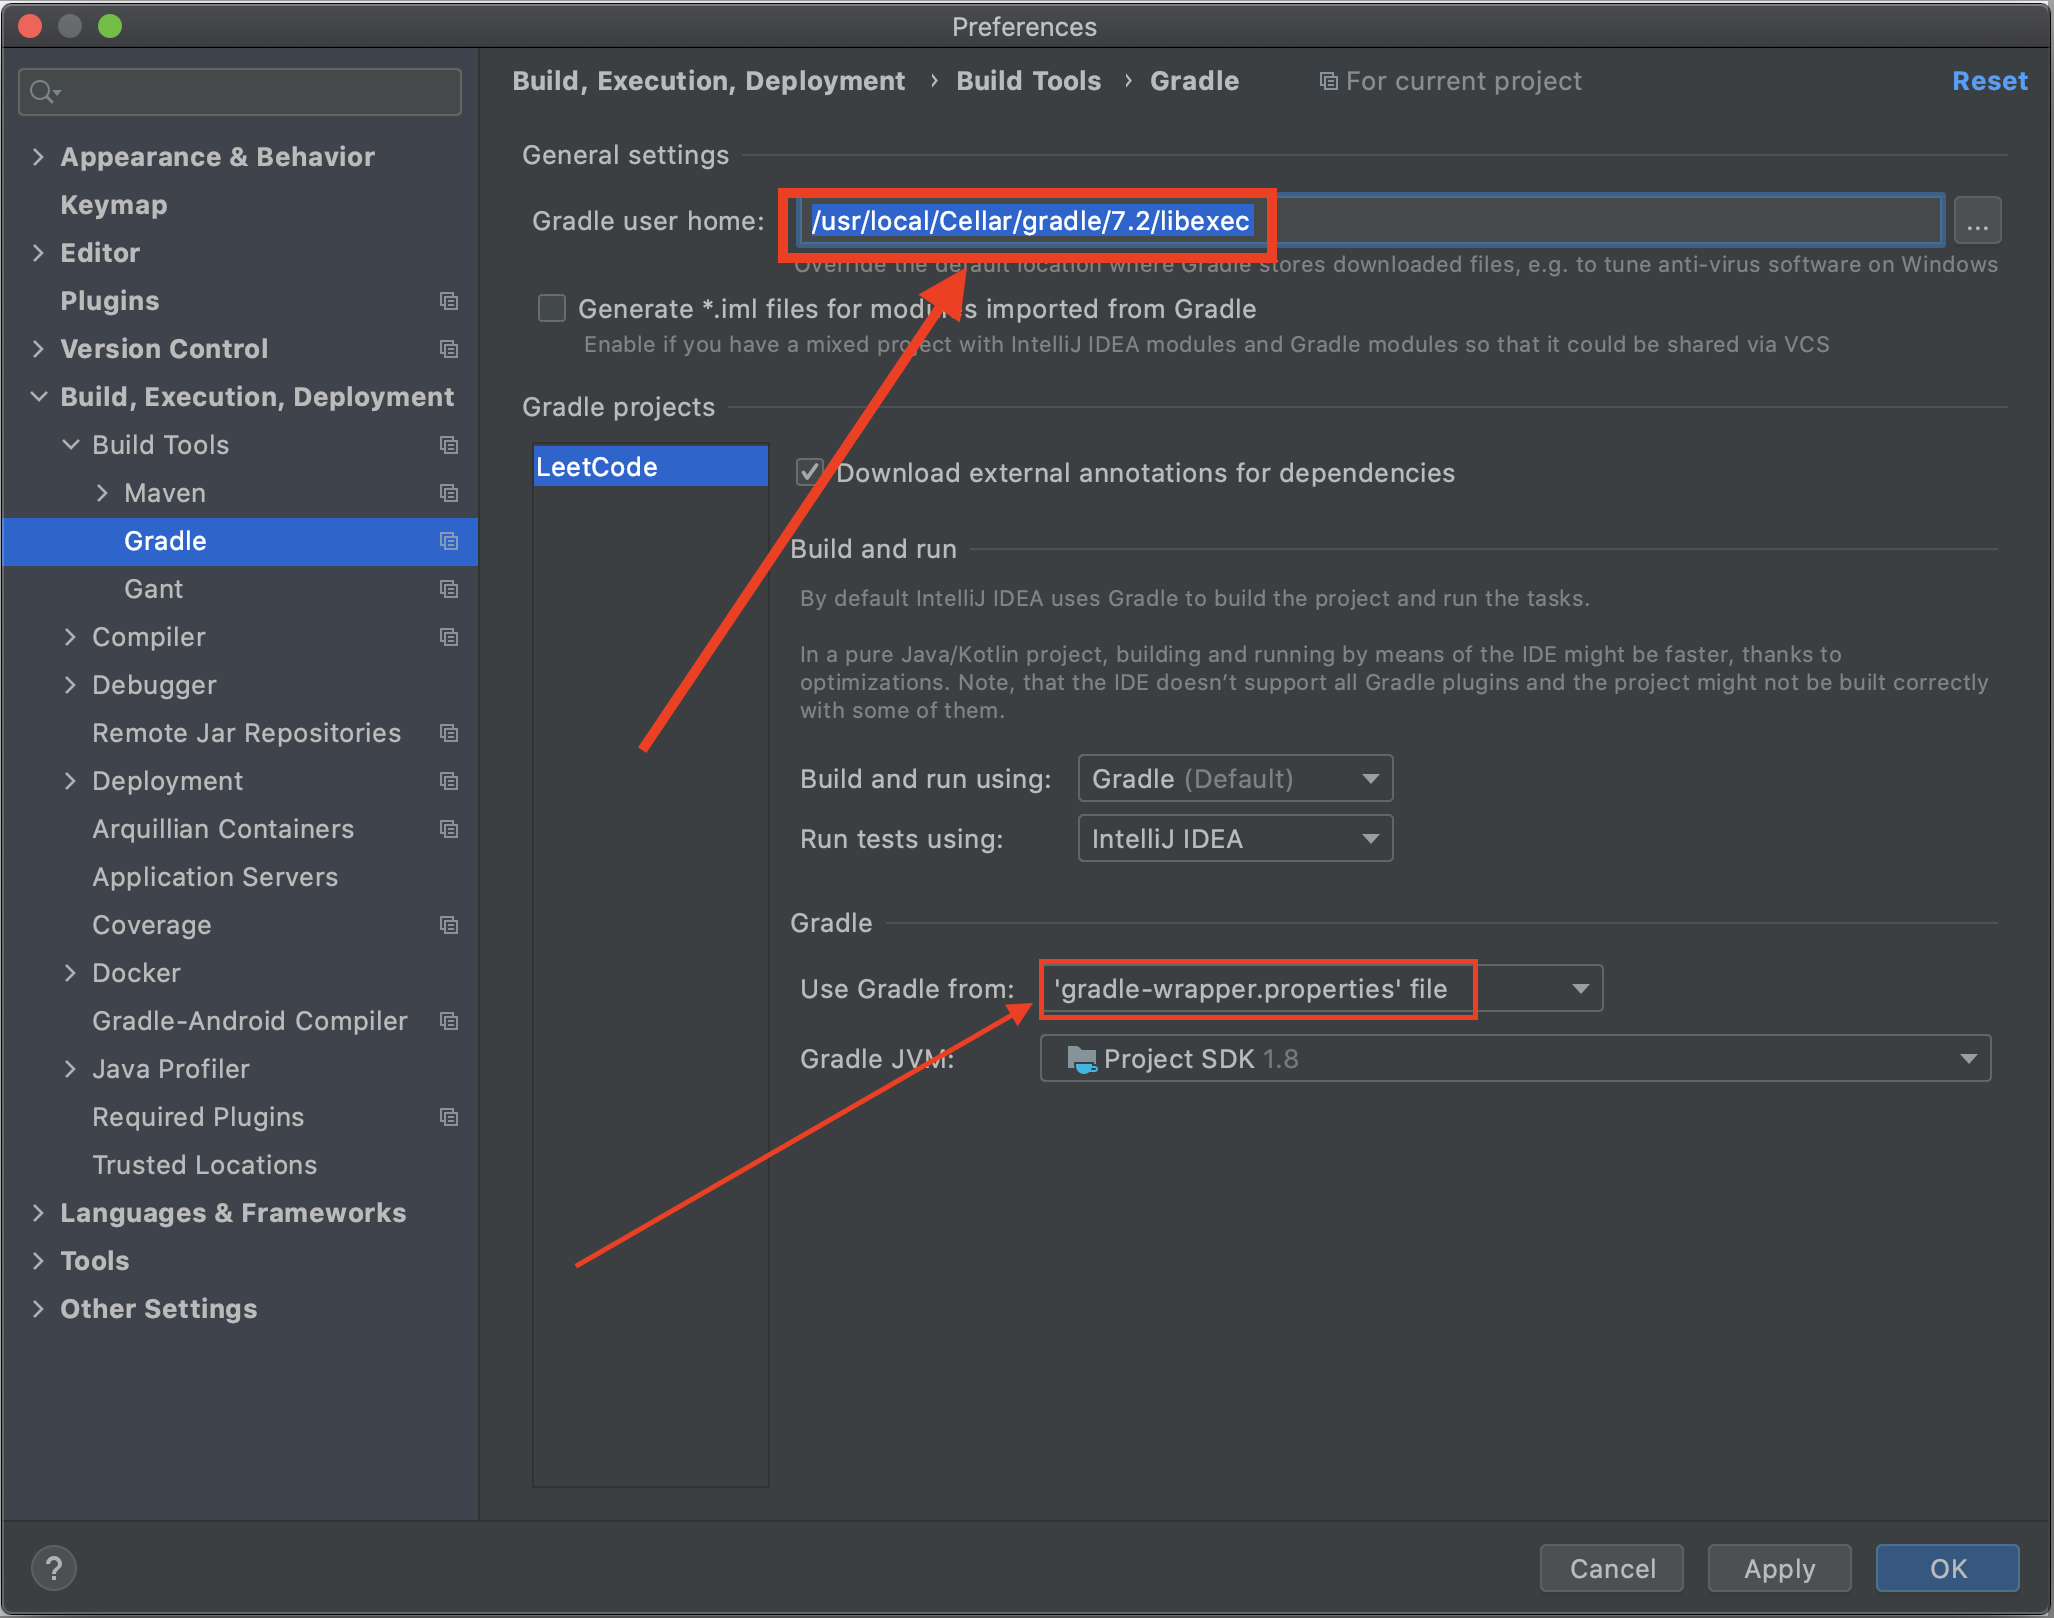 Preferences
Build, Execution, Deployment › Build Tools › Gradle For current project Reset
Appearance & Behavior
Keymap
Editor
Plugins
Version Control
Build, Execution, Deployment
Build Tools
Maven
Gradle
Gant
Compiler
Debugger
Remote Jar Repositories
Deployment
Arquillian Containers
Application Servers
Coverage
Docker
Gradle-Android Compiler
Java Profiler
Required Plugins
Trusted Locations
Languages & Frameworks
Tools
Other Settings
General settings
Gradle user home: /usr/local/Cellar/gradle/7.2/libexec ...
Override the default location where Gradle stores downloaded files, e.g. to tune anti-virus software on Windows
Generate *.iml files for modules imported from Gradle
Enable if you have a mixed project with IntelliJ IDEA modules and Gradle modules so that it could be shared via VCS
Gradle projects
LeetCode
Download external annotations for dependencies
Build and run
By default IntelliJ IDEA uses Gradle to build the project and run the tasks.
In a pure Java/Kotlin project, building and running by means of the IDE might be faster, thanks to
optimizations. Note, that the IDE doesn't support all Gradle plugins and the project might not be built correctly
with some of them.
Build and run using: Gradle (Default)
Run tests using: IntelliJ IDEA
Gradle
Use Gradle from: 'gradle-wrapper.properties' file
Gradle JVM: Project SDK 1.8
? Cancel Apply OK